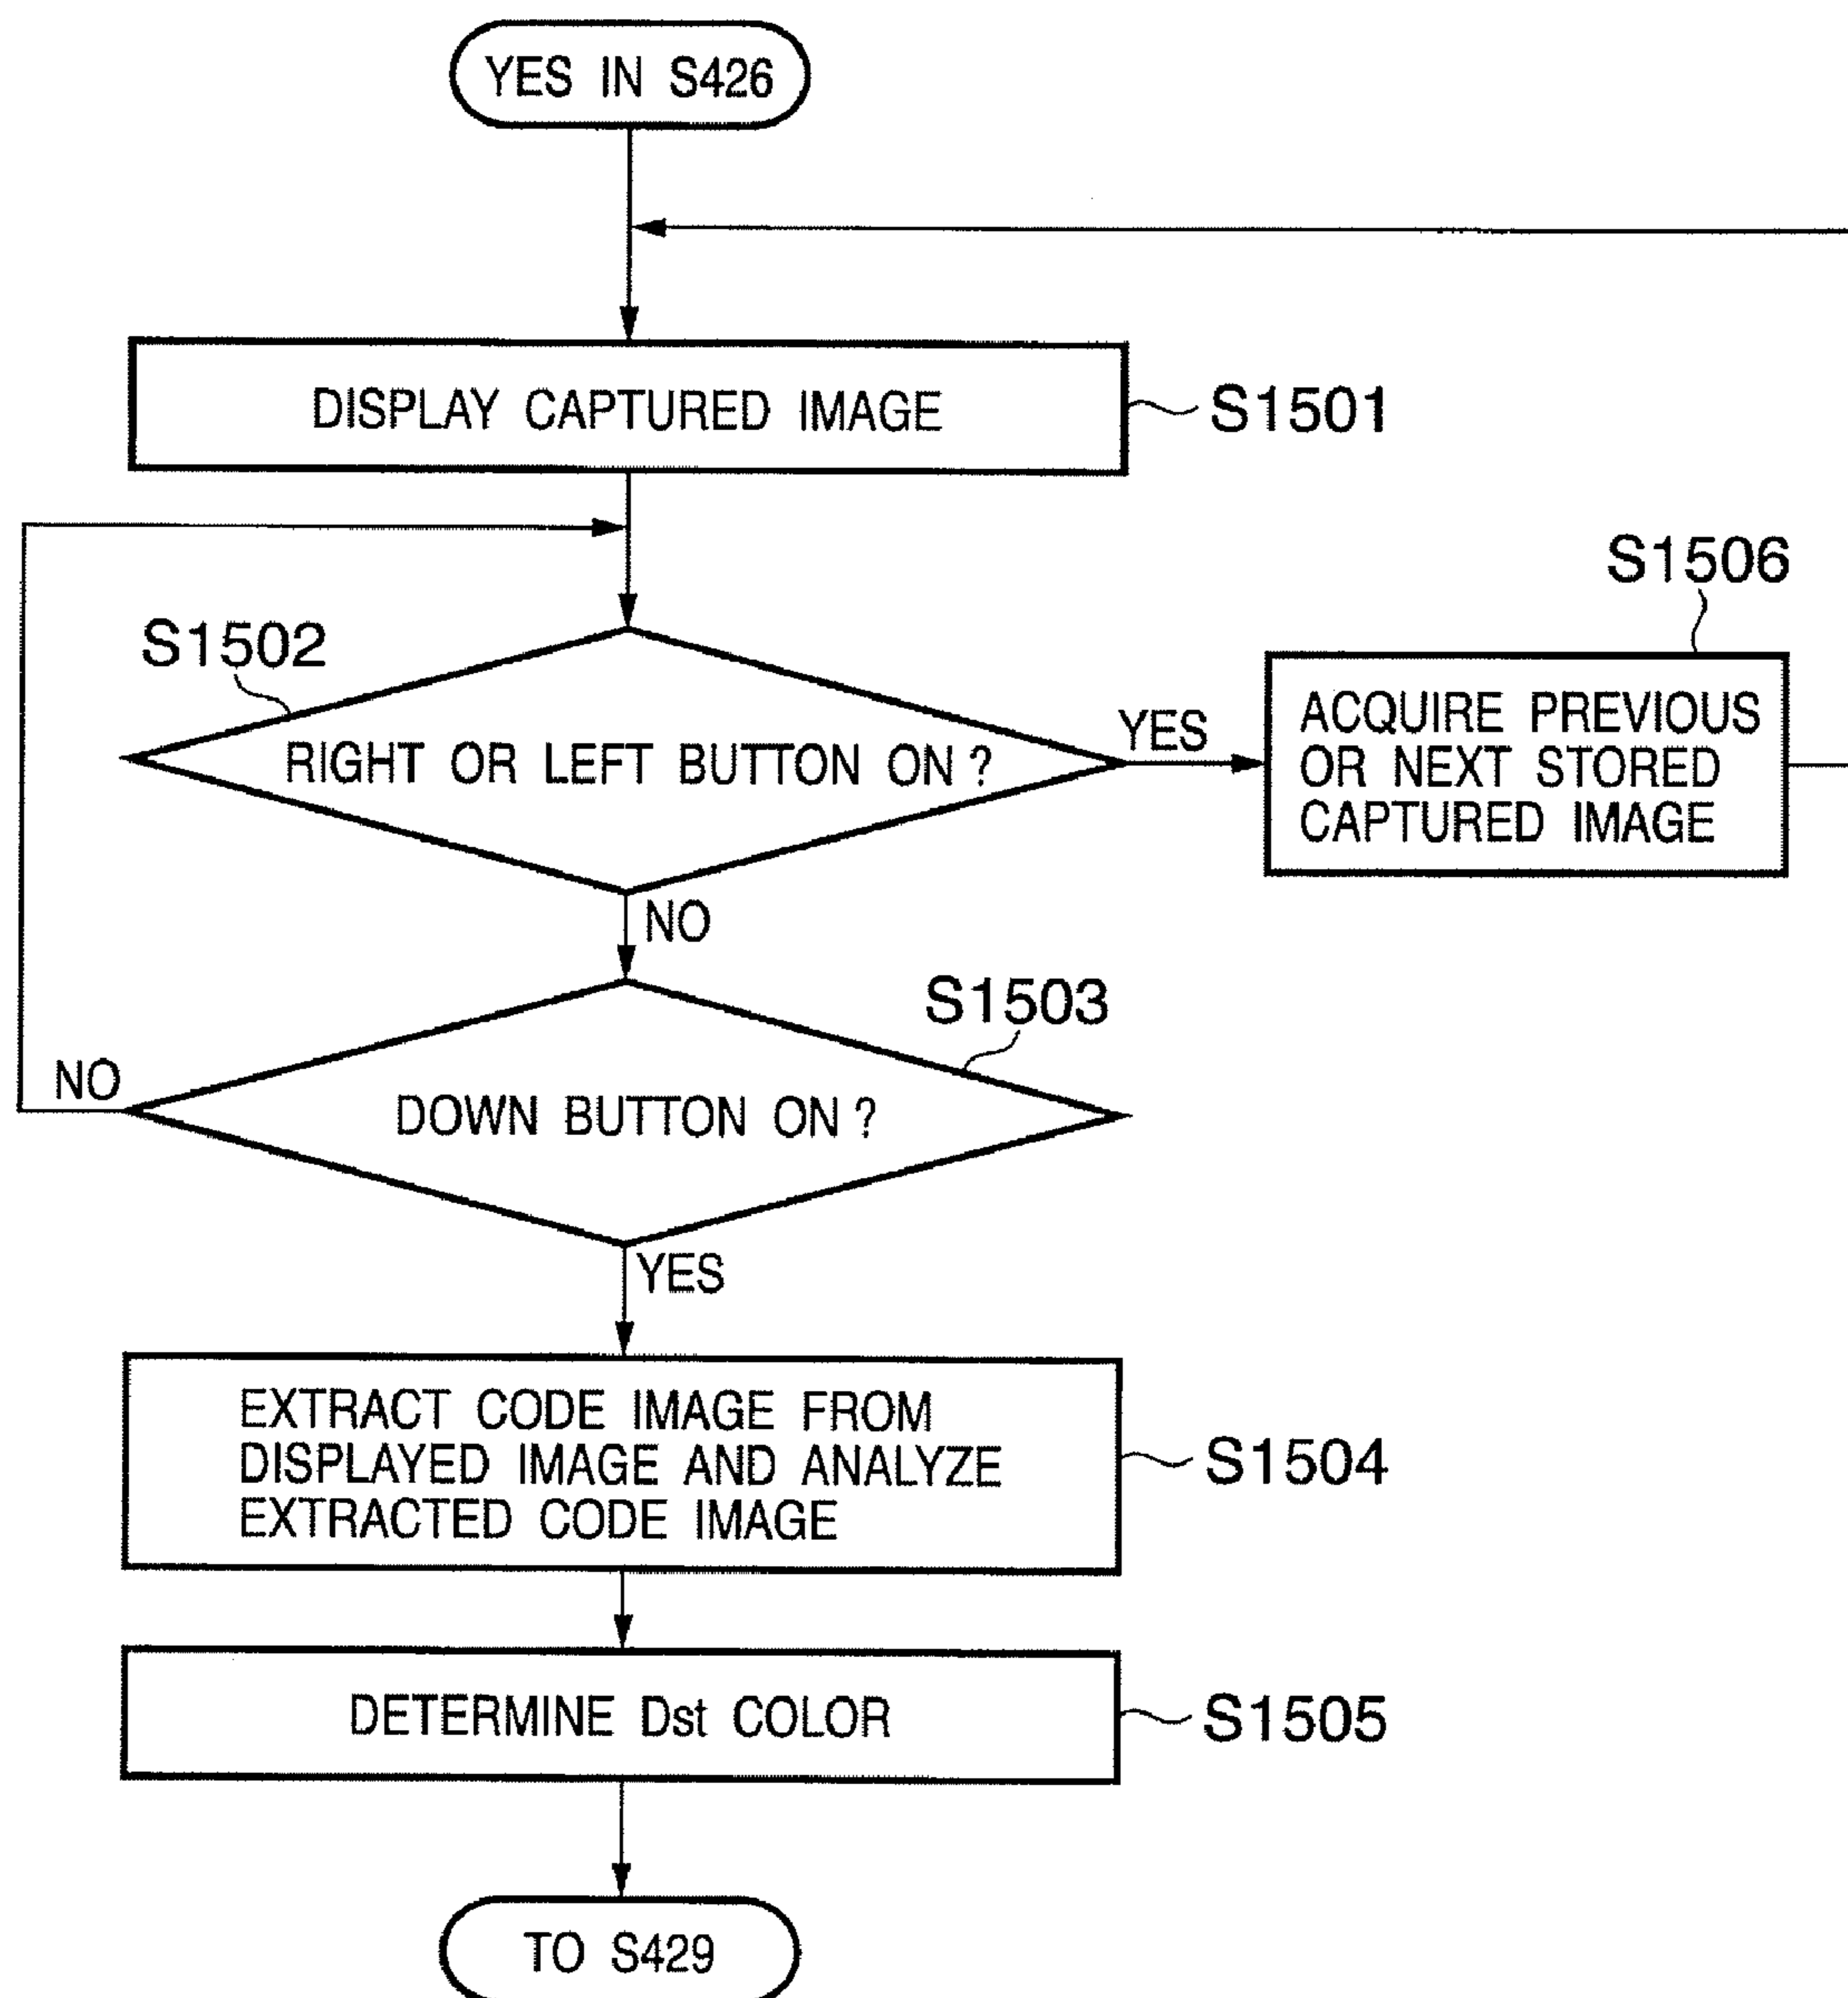 YES IN S426
DISPLAY CAPTURED IMAGE
S1501
S1502
RIGHT OR LEFT BUTTON ON ?
YES
S1506
ACQUIRE PREVIOUS
OR NEXT STORED
CAPTURED IMAGE
NO
S1503
DOWN BUTTON ON ?
NO
YES
EXTRACT CODE IMAGE FROM
DISPLAYED IMAGE AND ANALYZE
EXTRACTED CODE IMAGE
S1504
DETERMINE Dst COLOR
S1505
TO S429